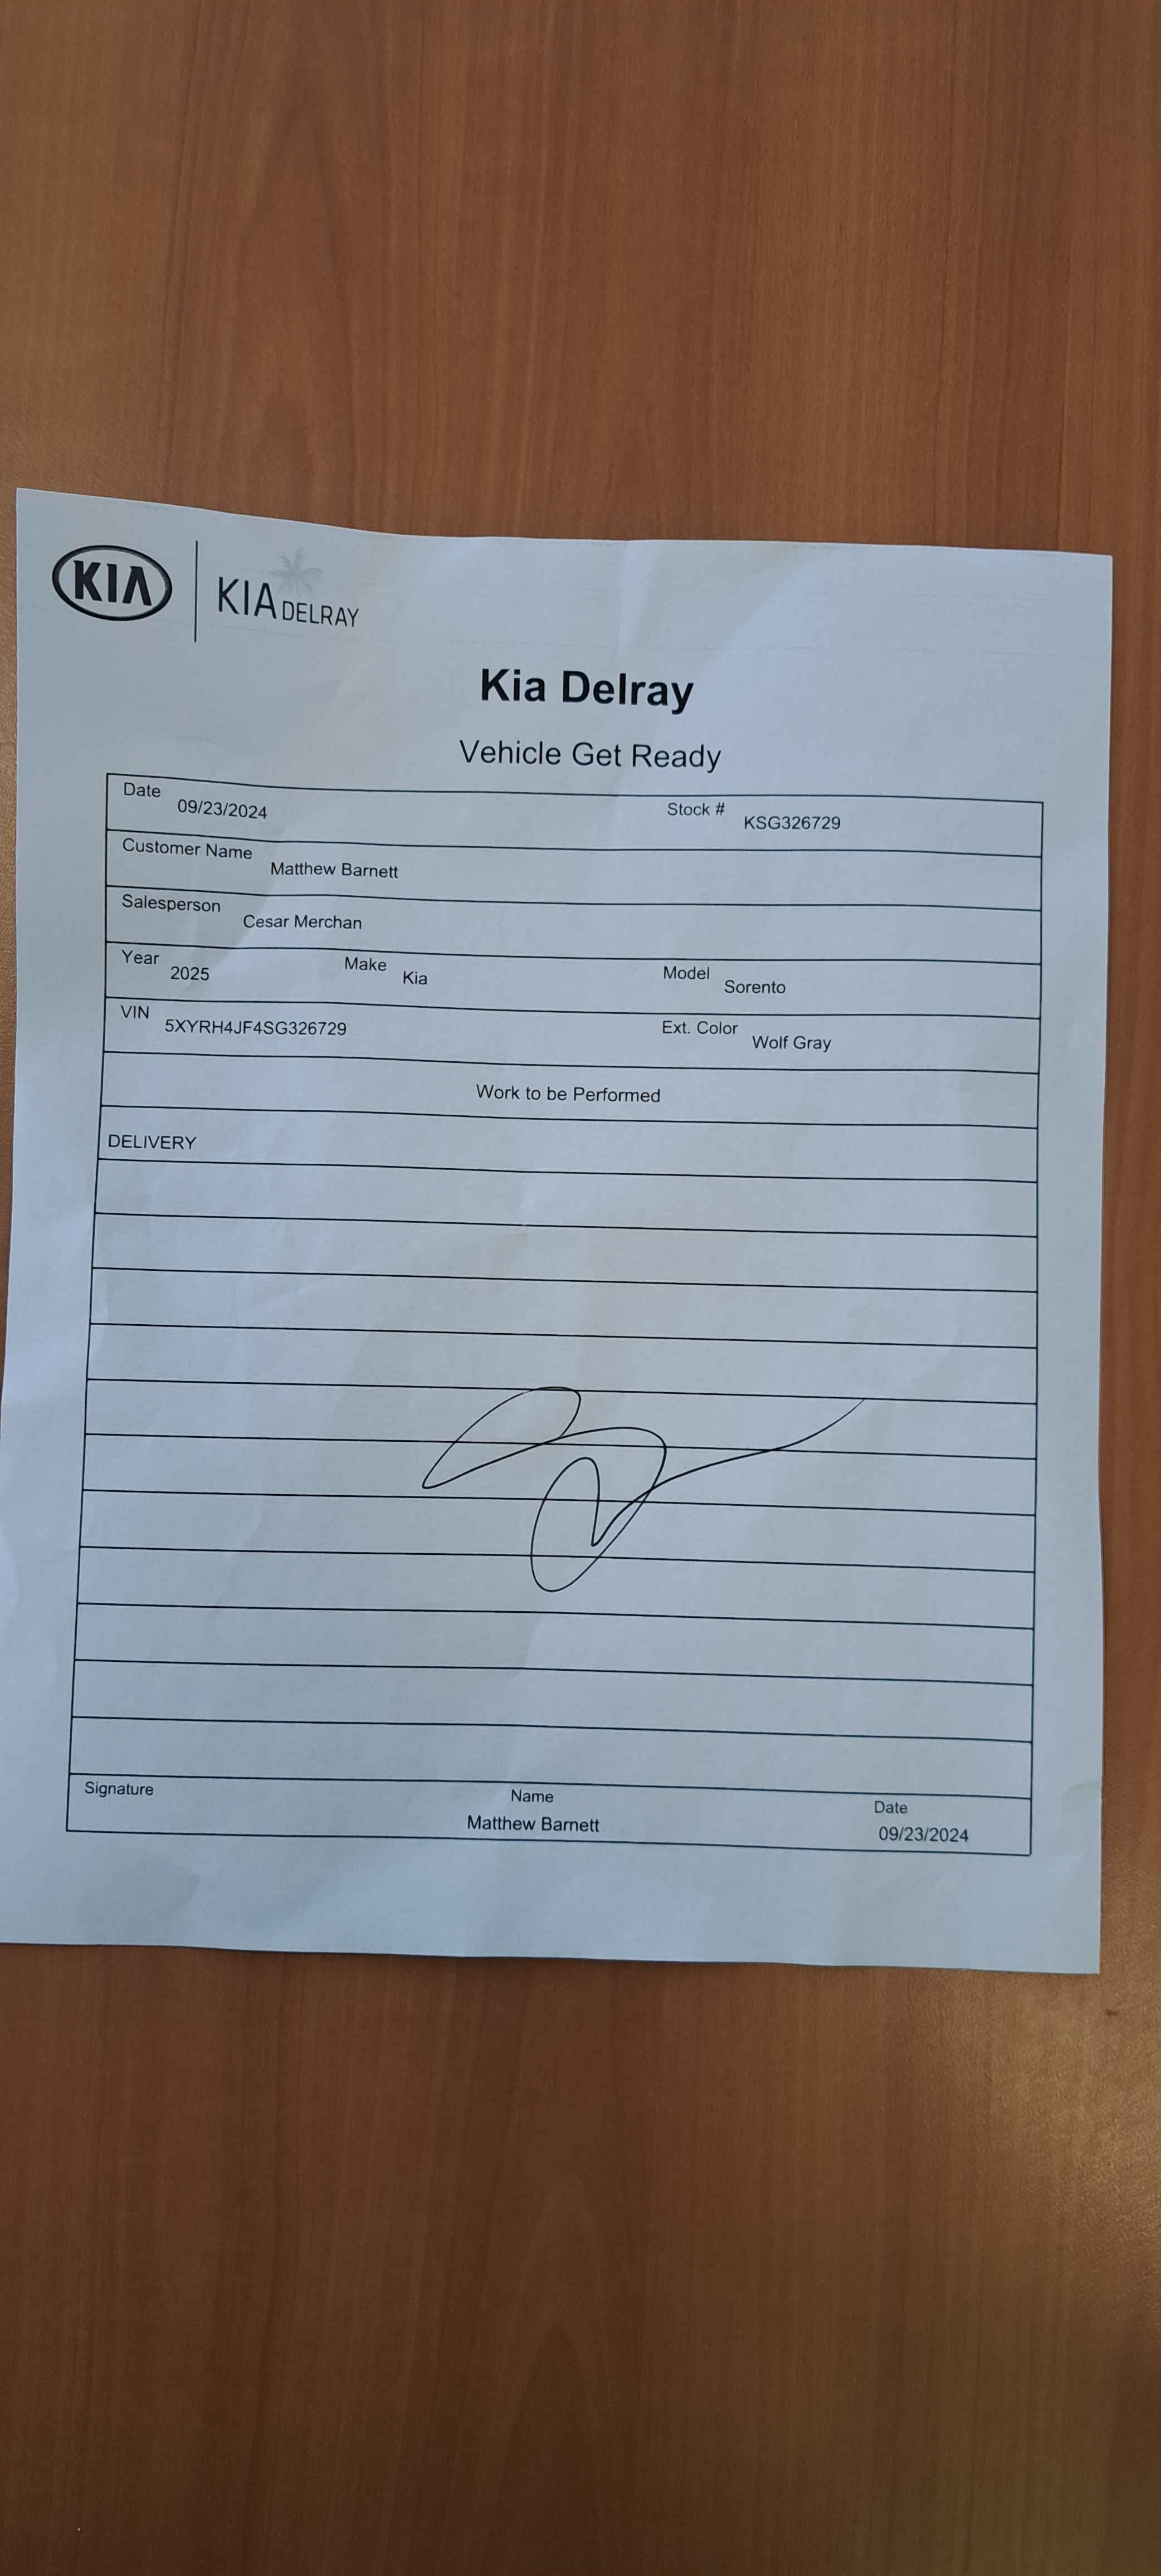 KIA KIA DELRAY
Kia Delray
Vehicle Get Ready
Date 09/23/2024 Stock # KSG326729
Customer Name Matthew Barnett
Salesperson Cesar Merchan
Year 2025 Make Kia Model Sorento
VIN 5XYRH4JF4SG326729 Ext. Color Wolf Gray
Work to be Performed
DELIVERY
Signature Name Date
Matthew Barnett 09/23/2024